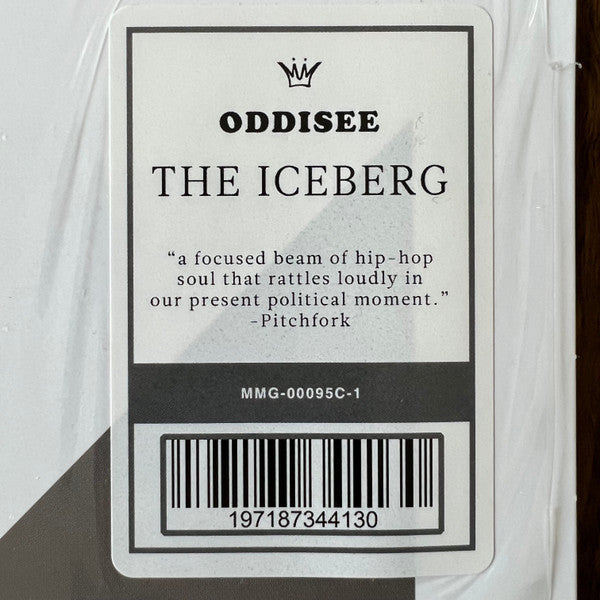 ODDISEE
THE ICEBERG
“a focused beam of hip-hop
soul that rattles loudly in
our present political moment.”
-Pitchfork
MMG-00095C-1
197187344130